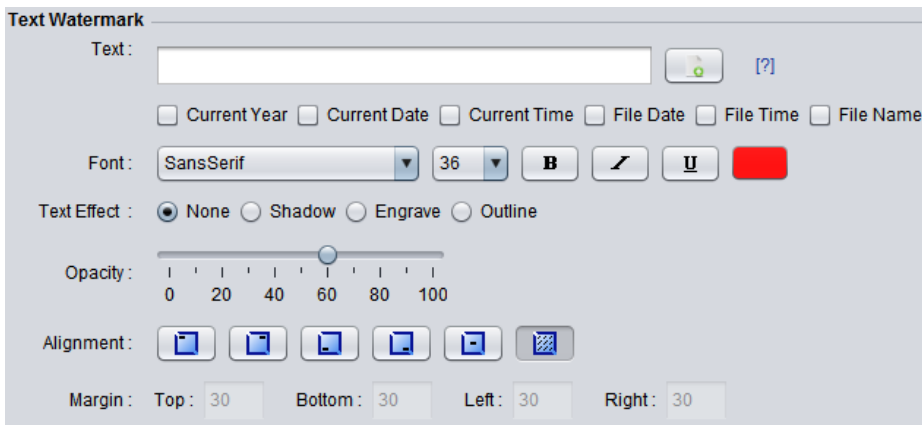 Text Watermark
Text :
[?]
Current Year Current Date Current Time File Date File Time File Name
Font : SansSerif 36 B I U
Text Effect : None Shadow Engrave Outline
Opacity :
0 20 40 60 80 100
Alignment :
Margin : Top : 30 Bottom : 30 Left : 30 Right : 30